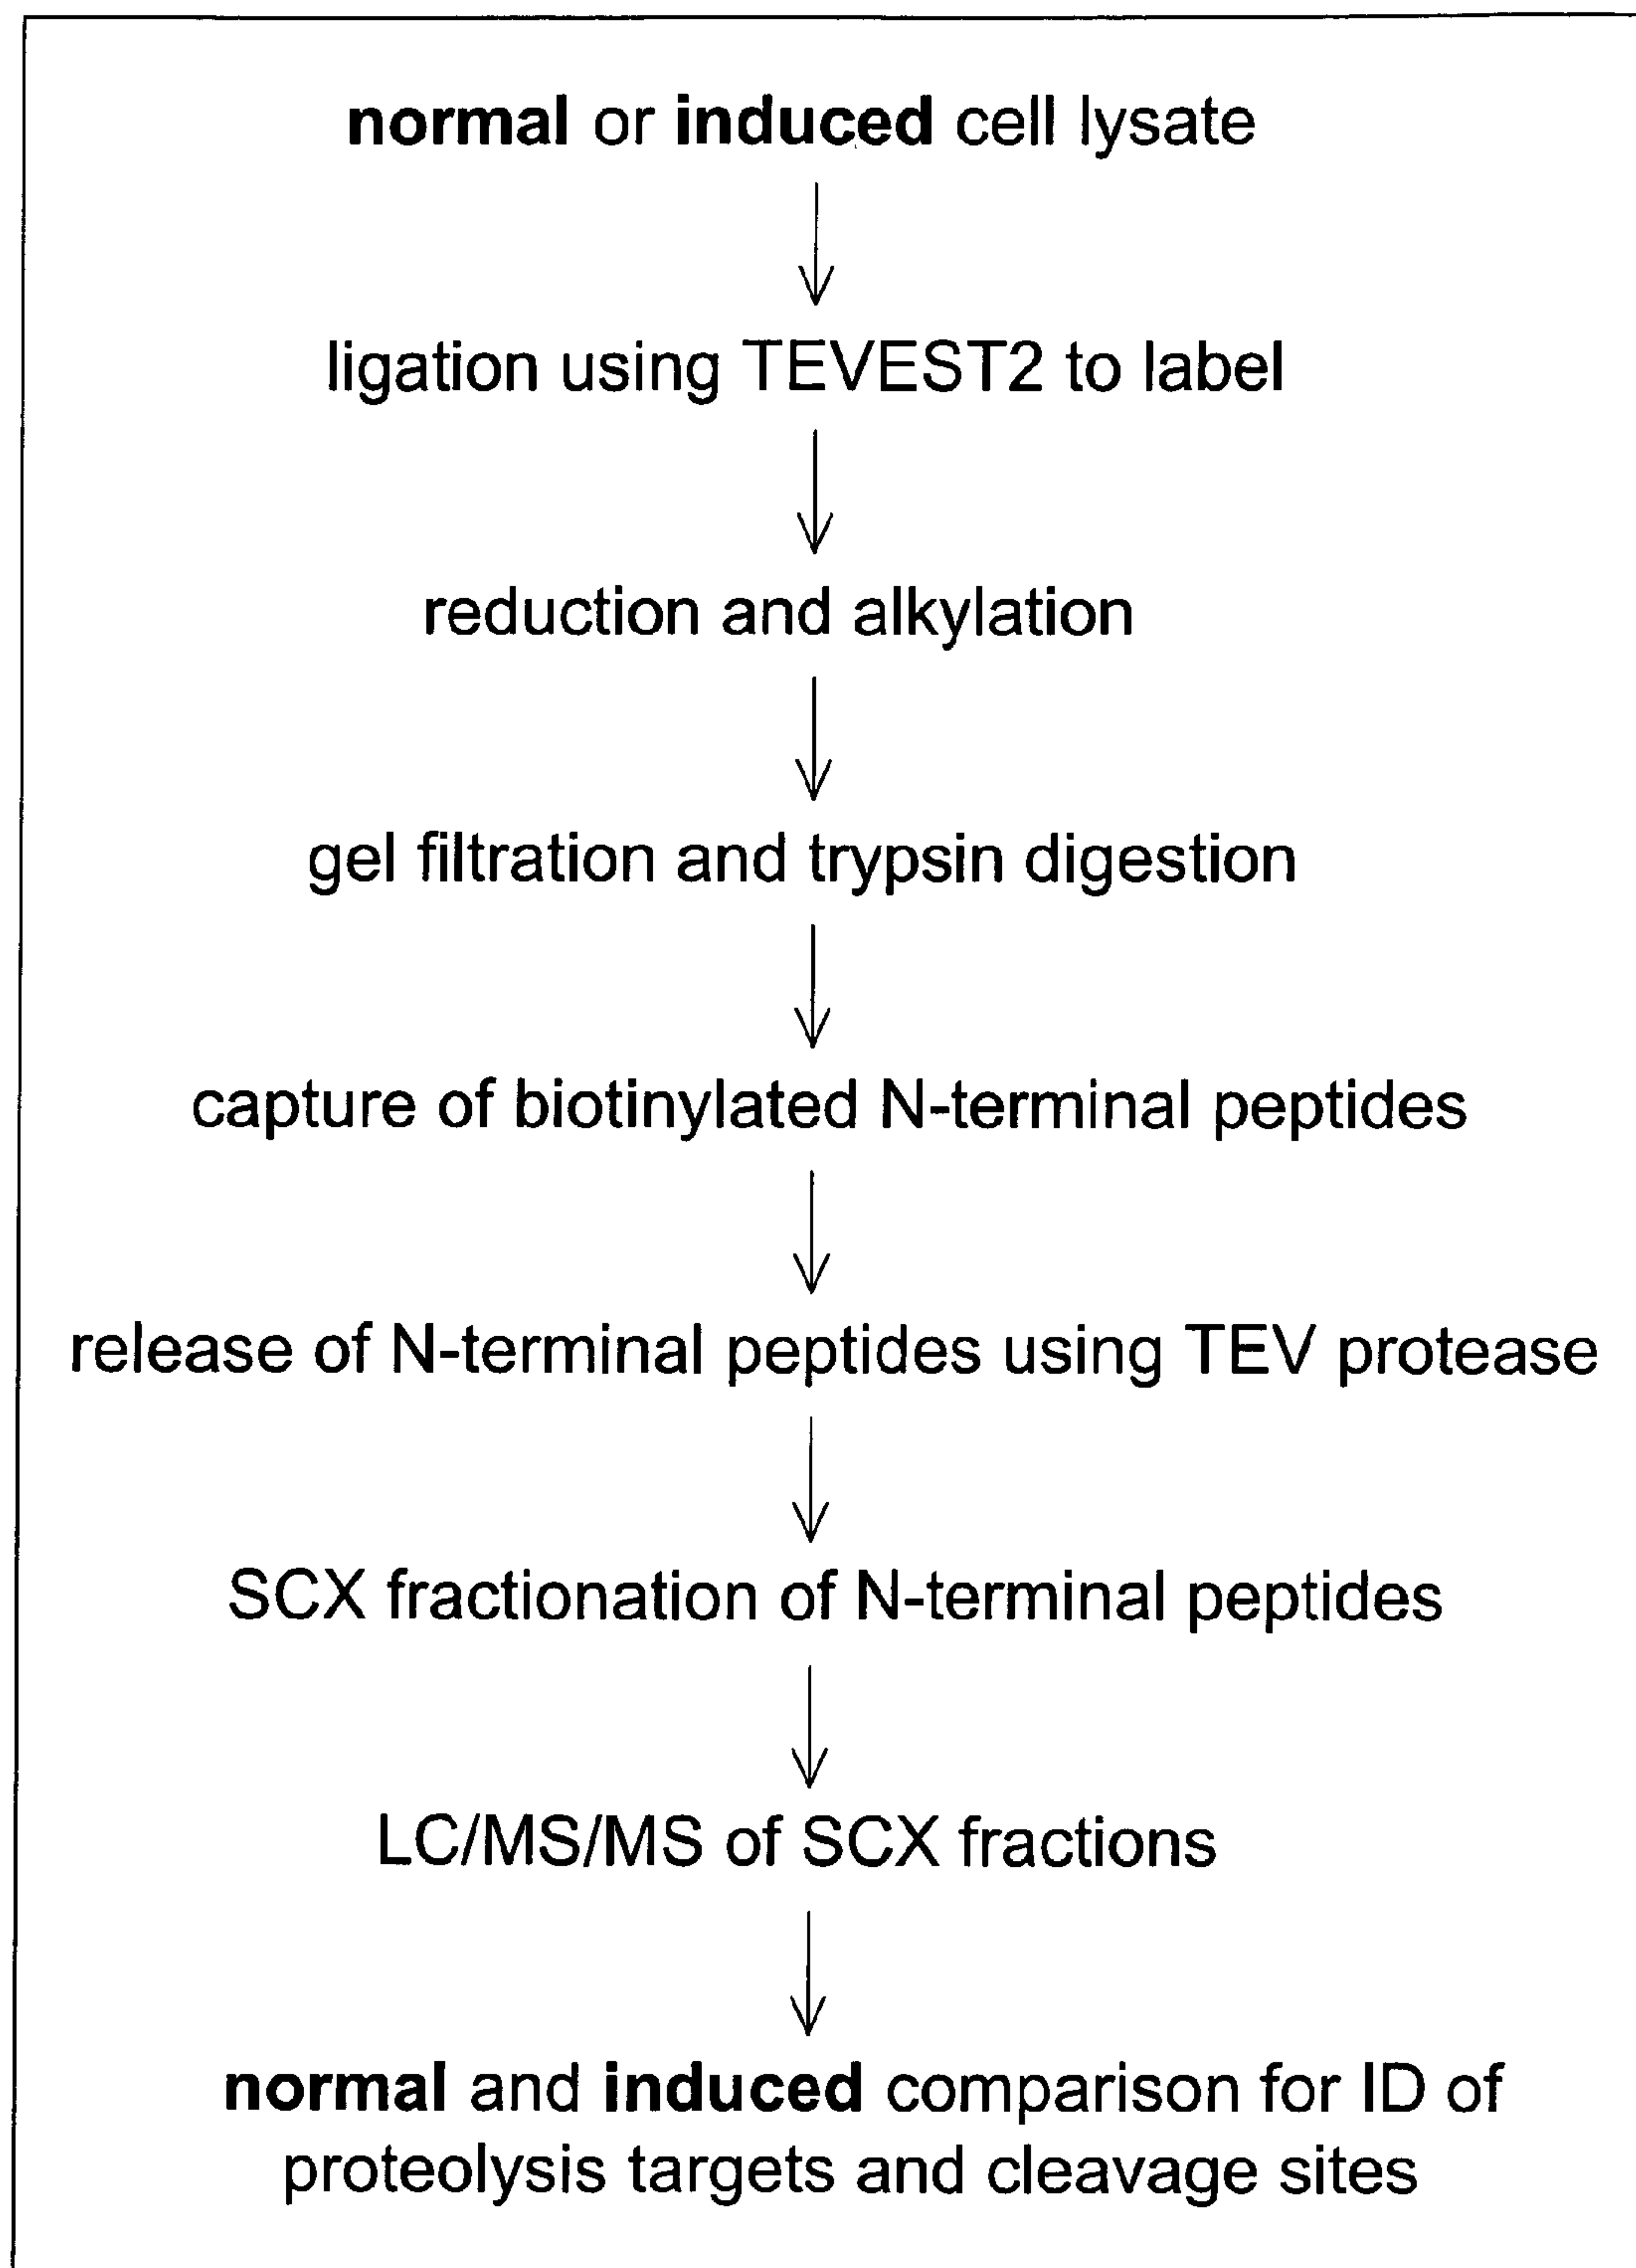 normal or induced cell lysate
ligation using TEVEST2 to label
reduction and alkylation
gel filtration and trypsin digestion
capture of biotinylated N-terminal peptides
release of N-terminal peptides using TEV protease
SCX fractionation of N-terminal peptides
LC/MS/MS of SCX fractions
normal and induced comparison for ID of
proteolysis targets and cleavage sites